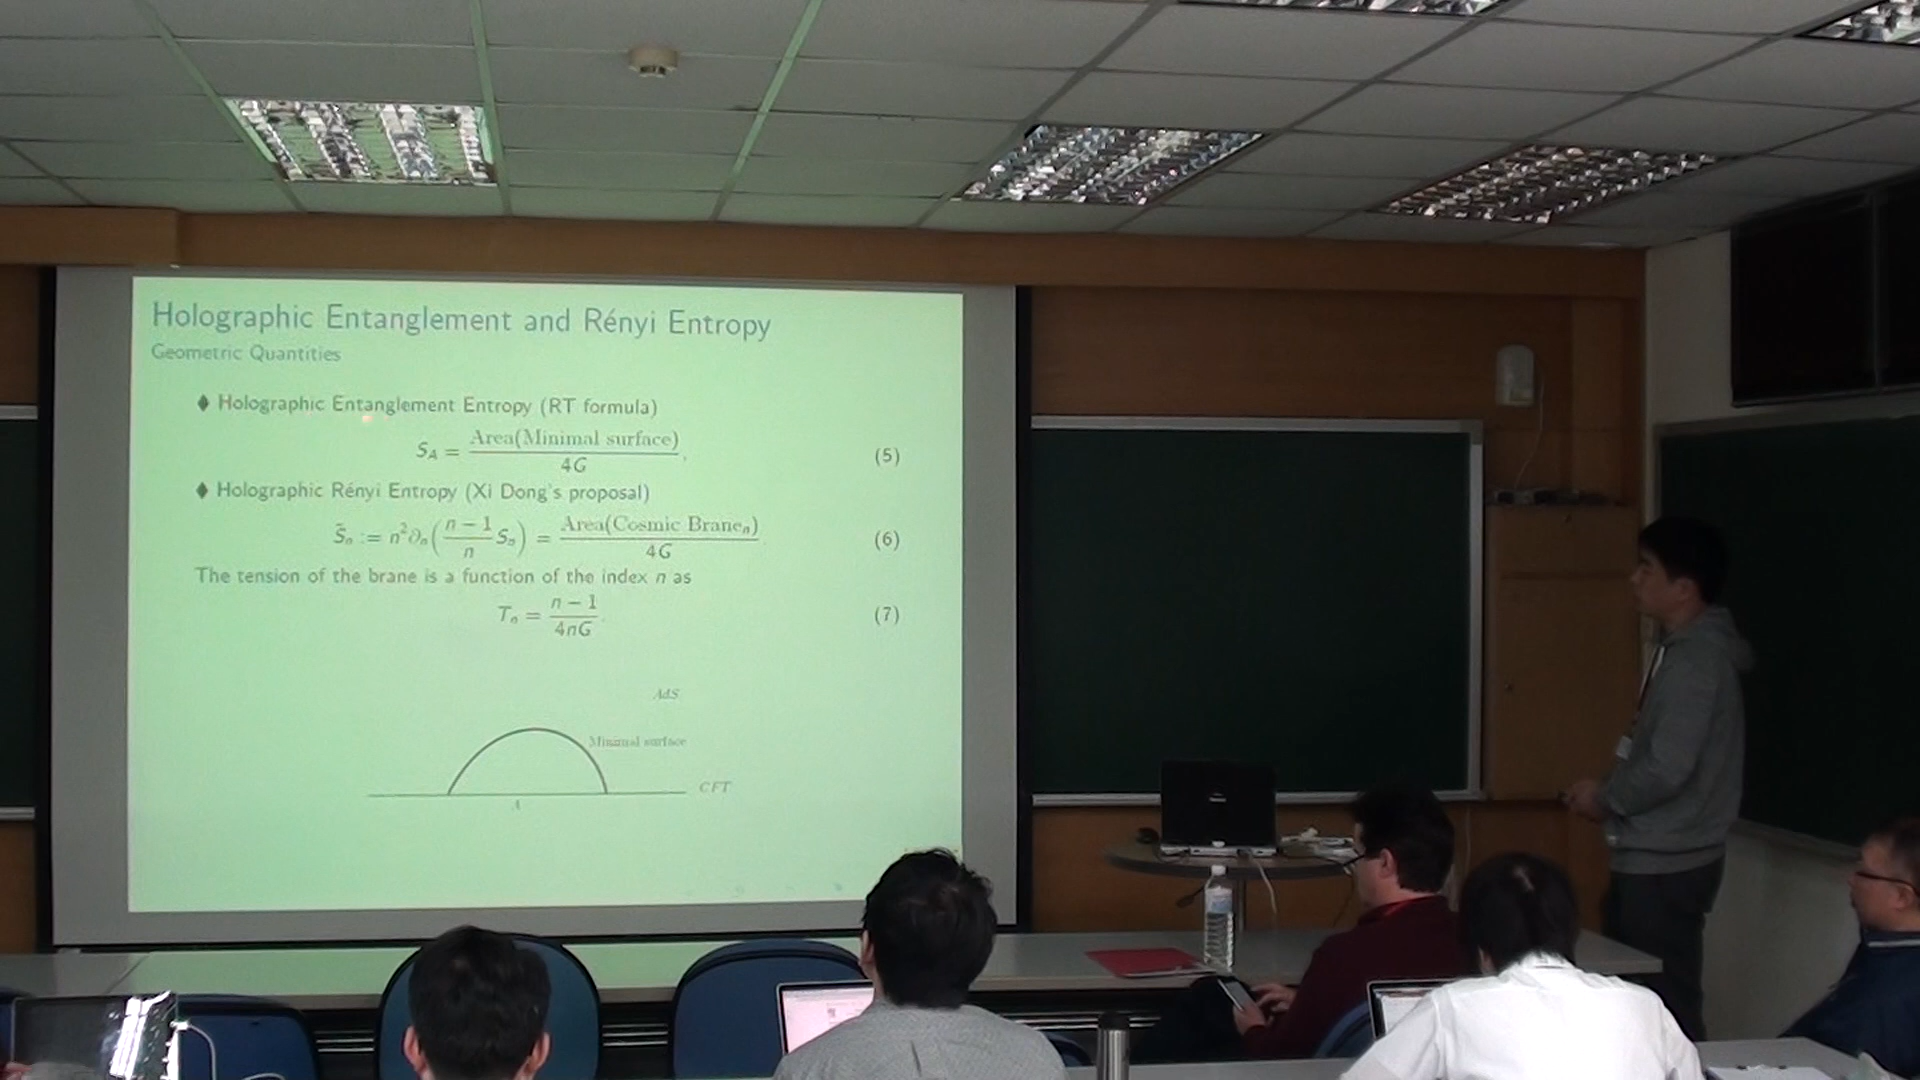 Holographic Entanglement and Rényi Entropy
Geometric Quantities
♦ Holographic Entanglement Entropy (RT formula)
S_A = Area(Minimal surface) / 4G , (5)
♦ Holographic Rényi Entropy (Xi Dong's proposal)
S̃_n := n²∂_n( (n − 1)/n S_n ) = Area(Cosmic Brane_n) / 4G (6)
The tension of the brane is a function of the index n as
T_n = (n − 1) / 4nG . (7)
AdS
Minimal surface
CFT
A